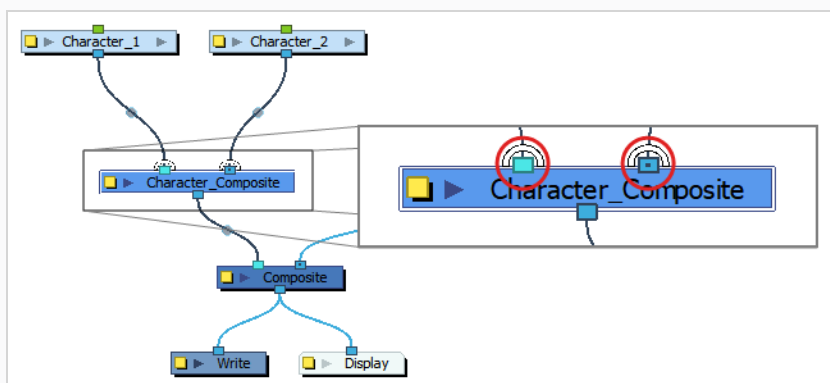 Character_1
Character_2
Character_Composite
Character_Composite
Composite
Write
Display